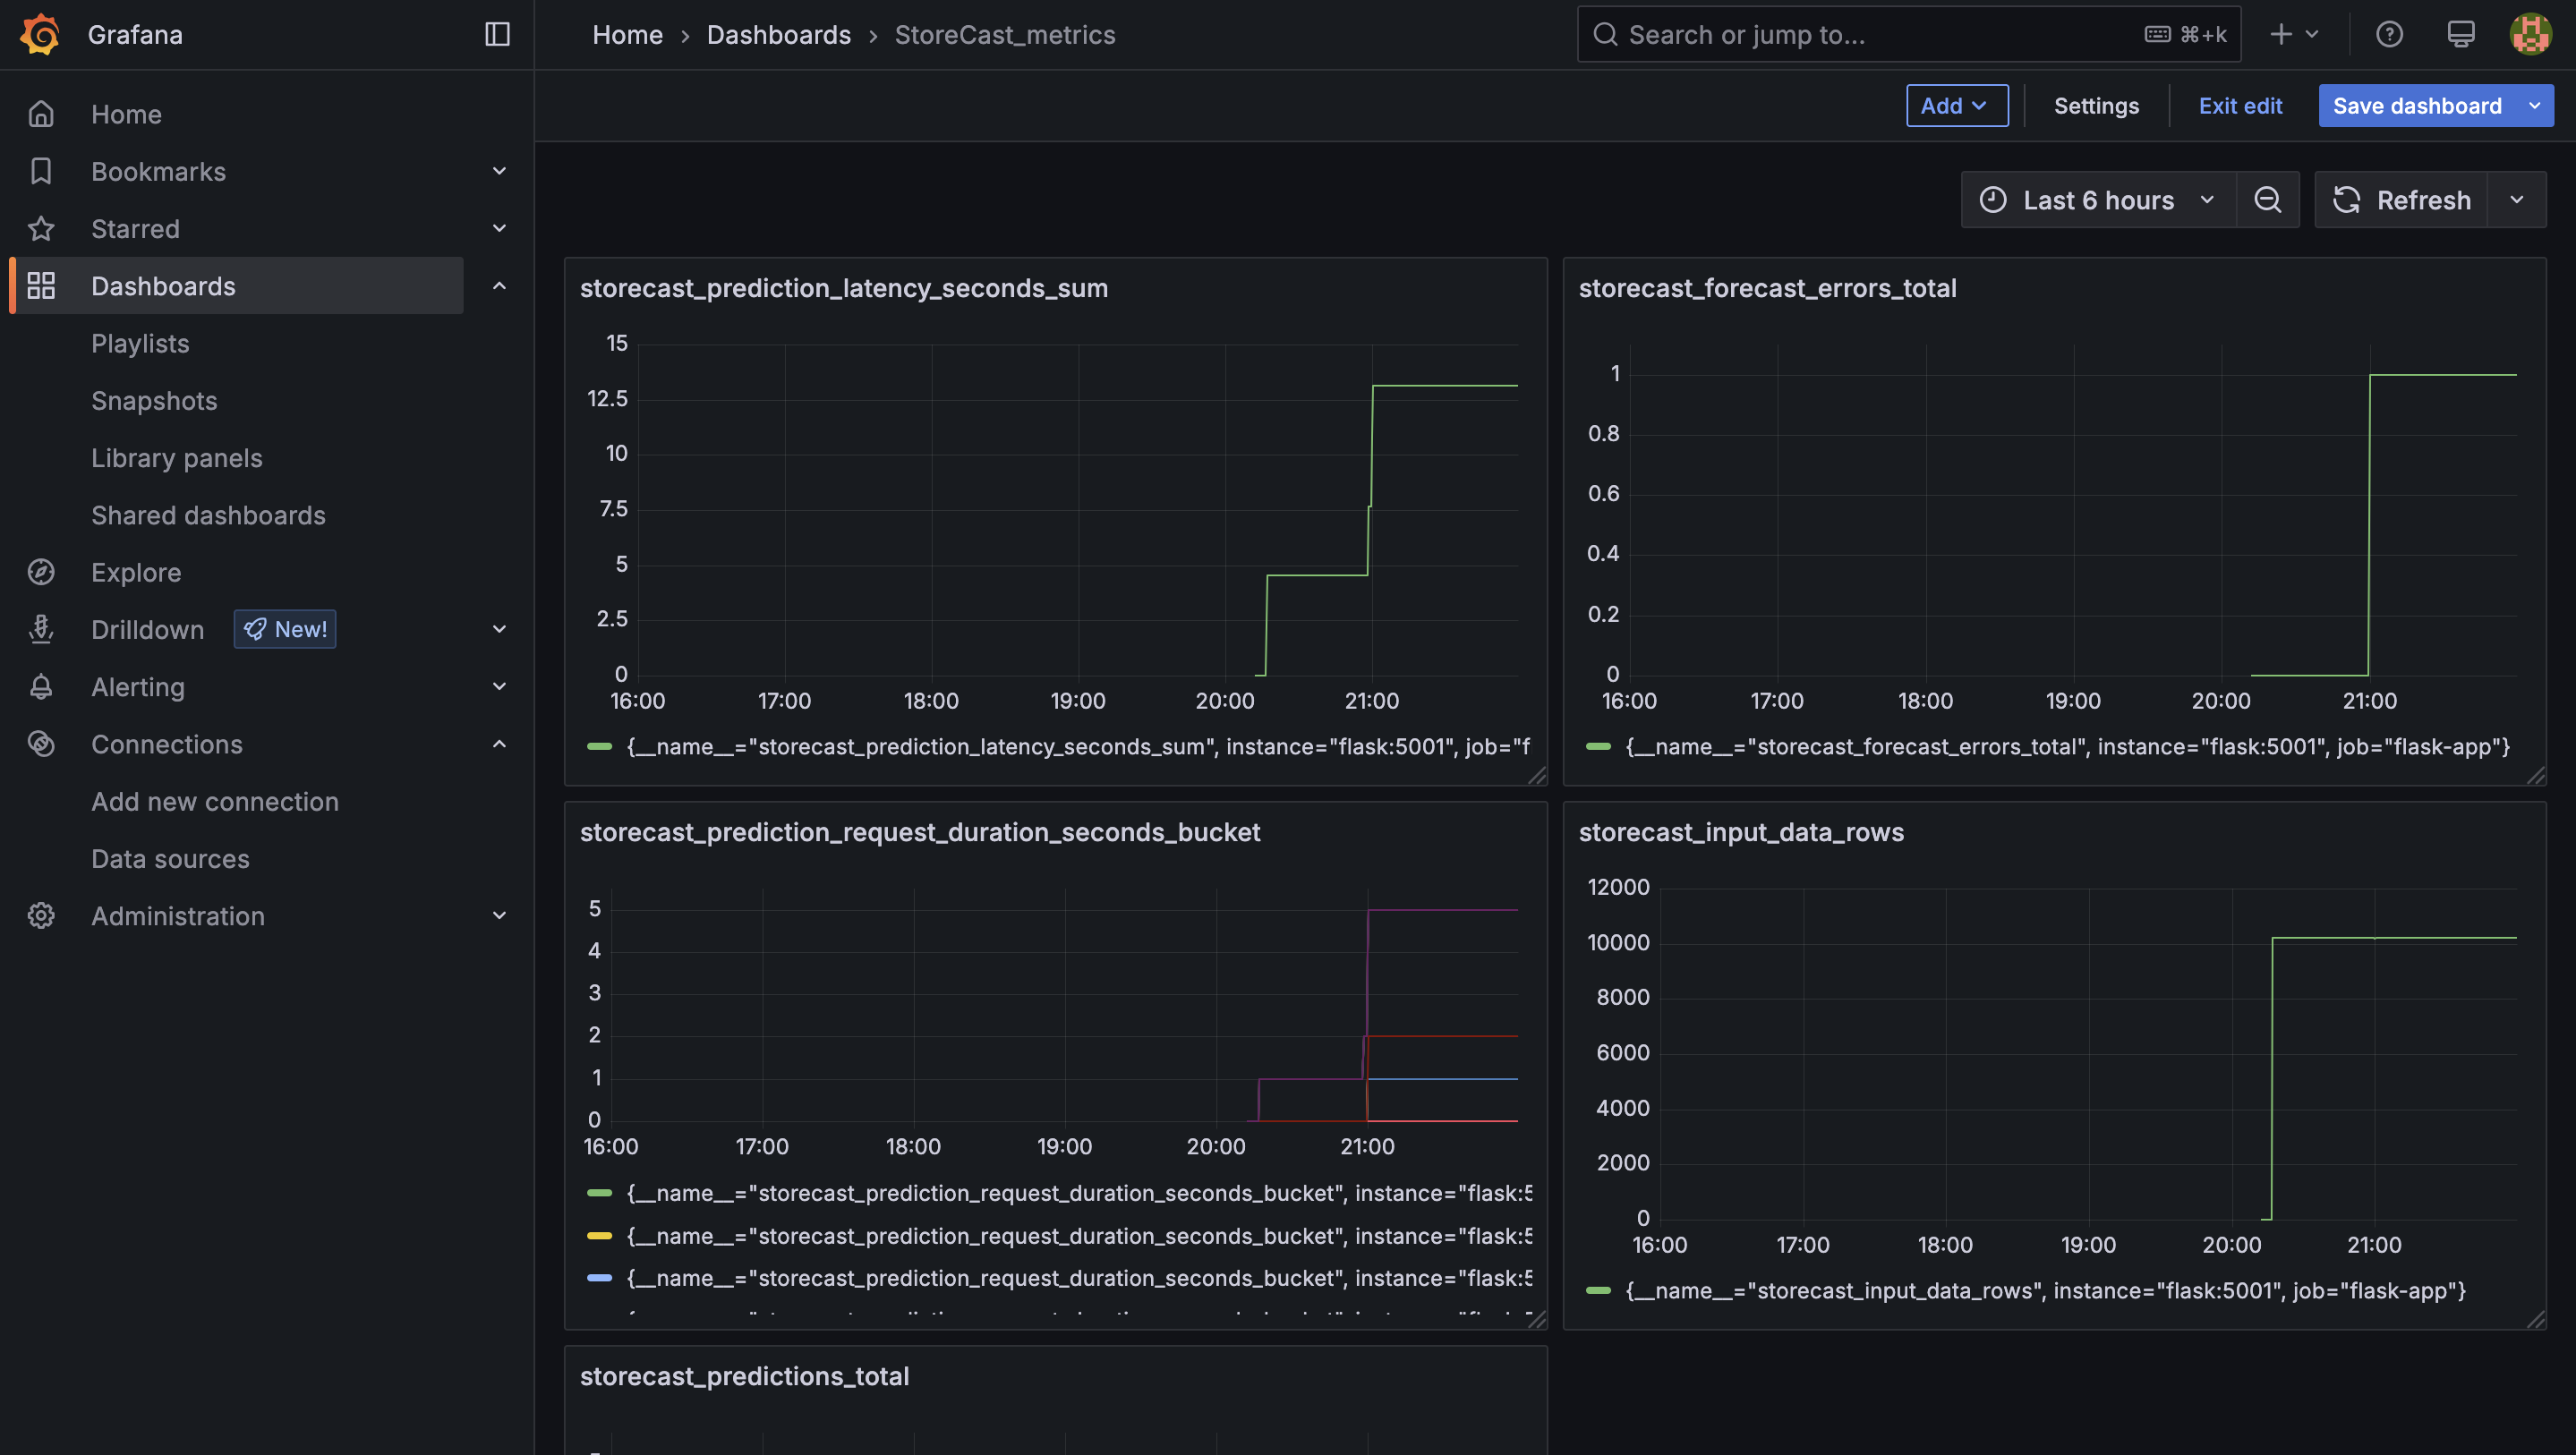 Grafana
Home › Dashboards › StoreCast_metrics
Search or jump to...
⌘+k
Home
Bookmarks
Starred
Dashboards
Playlists
Snapshots
Library panels
Shared dashboards
Explore
Drilldown New!
Alerting
Connections
Add new connection
Data sources
Administration
Add
Settings
Exit edit
Save dashboard
Last 6 hours
Refresh
storecast_prediction_latency_seconds_sum
15
12.5
10
7.5
5
2.5
0
16:00 17:00 18:00 19:00 20:00 21:00
{__name__="storecast_prediction_latency_seconds_sum", instance="flask:5001", job="f
storecast_forecast_errors_total
1
0.8
0.6
0.4
0.2
0
16:00 17:00 18:00 19:00 20:00 21:00
{__name__="storecast_forecast_errors_total", instance="flask:5001", job="flask-app"}
storecast_prediction_request_duration_seconds_bucket
5
4
3
2
1
0
16:00 17:00 18:00 19:00 20:00 21:00
{__name__="storecast_prediction_request_duration_seconds_bucket", instance="flask:5
{__name__="storecast_prediction_request_duration_seconds_bucket", instance="flask:5
{__name__="storecast_prediction_request_duration_seconds_bucket", instance="flask:5
storecast_input_data_rows
12000
10000
8000
6000
4000
2000
0
16:00 17:00 18:00 19:00 20:00 21:00
{__name__="storecast_input_data_rows", instance="flask:5001", job="flask-app"}
storecast_predictions_total